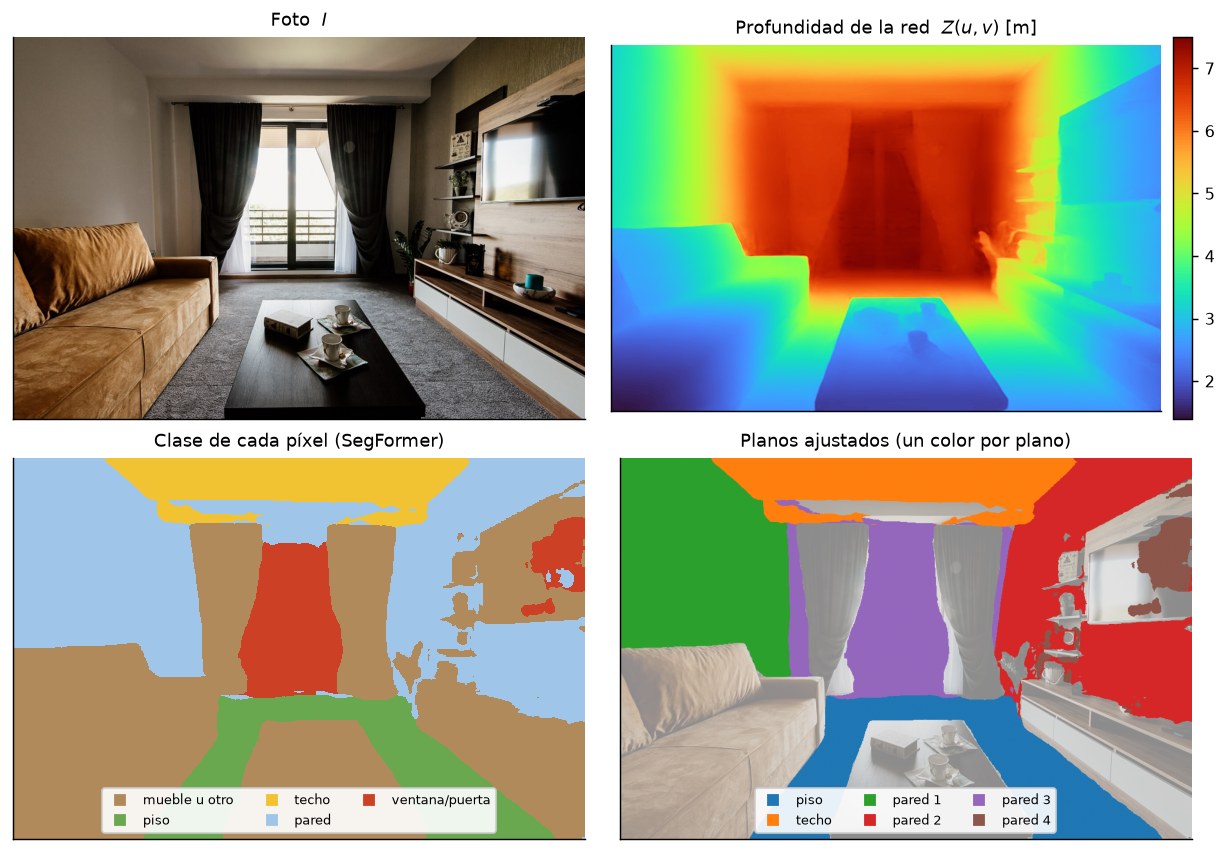 Foto I
Profundidad de la red Z(u, v) [m]
7
6
5
4
3
2
Clase de cada píxel (SegFormer)
Planos ajustados (un color por plano)
mueble u otro
techo
ventana/puerta
piso
pared
piso
pared 1
pared 3
techo
pared 2
pared 4